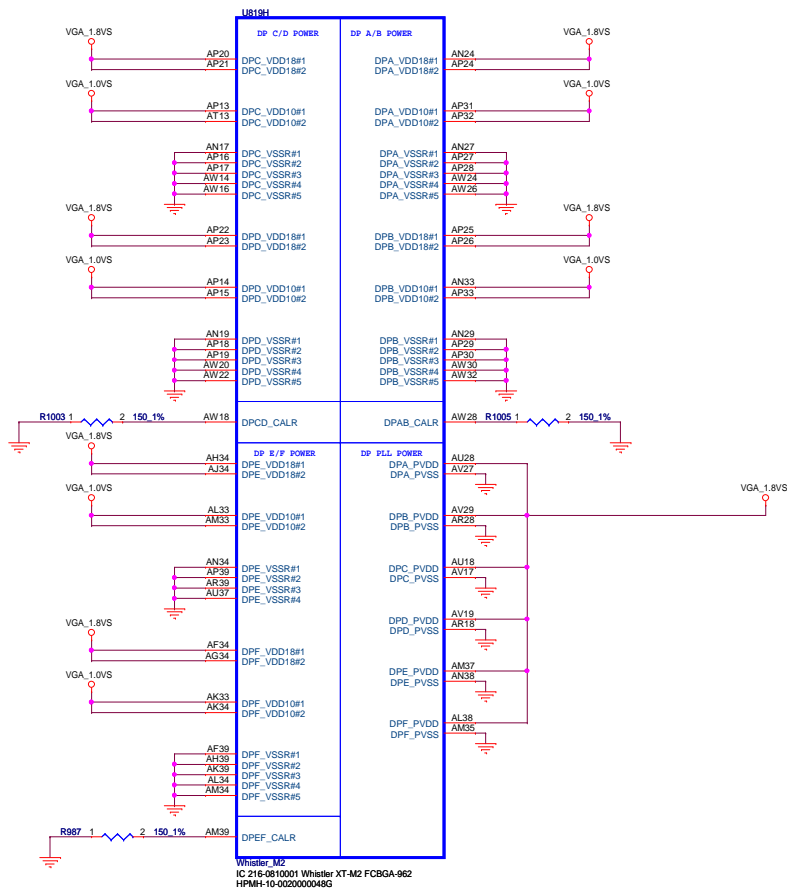 U819H
DP C/D POWER
DP A/B POWER
VGA_1.8VS
AP20
DPC_VDD18#1
AP21
DPC_VDD18#2
VGA_1.0VS
AP13
DPC_VDD10#1
AT13
DPC_VDD10#2
AN17
DPC_VSSR#1
AP16
DPC_VSSR#2
AP17
DPC_VSSR#3
AW14
DPC_VSSR#4
AW16
DPC_VSSR#5
VGA_1.8VS
AP22
DPD_VDD18#1
AP23
DPD_VDD18#2
VGA_1.0VS
AP14
DPD_VDD10#1
AP15
DPD_VDD10#2
AN19
DPD_VSSR#1
AP18
DPD_VSSR#2
AP19
DPD_VSSR#3
AW20
DPD_VSSR#4
AW22
DPD_VSSR#5
VGA_1.8VS
DPA_VDD18#1
AN24
DPA_VDD18#2
AP24
VGA_1.0VS
DPA_VDD10#1
AP31
DPA_VDD10#2
AP32
DPA_VSSR#1
AN27
DPA_VSSR#2
AP27
DPA_VSSR#3
AP28
DPA_VSSR#4
AW24
DPA_VSSR#5
AW26
VGA_1.8VS
DPB_VDD18#1
AP25
DPB_VDD18#2
AP26
VGA_1.0VS
DPB_VDD10#1
AN33
DPB_VDD10#2
AP33
DPB_VSSR#1
AN29
DPB_VSSR#2
AP29
DPB_VSSR#3
AP30
DPB_VSSR#4
AW30
DPB_VSSR#5
AW32
R1003 1 2 150_1% AW18
DPCD_CALR
DPAB_CALR
AW28 R1005 1 2 150_1%
DP E/F POWER
DP PLL POWER
VGA_1.8VS
AH34
DPE_VDD18#1
AJ34
DPE_VDD18#2
VGA_1.0VS
AL33
DPE_VDD10#1
AM33
DPE_VDD10#2
AN34
DPE_VSSR#1
AP39
DPE_VSSR#2
AR39
DPE_VSSR#3
AU37
DPE_VSSR#4
VGA_1.8VS
AF34
DPF_VDD18#1
AG34
DPF_VDD18#2
VGA_1.0VS
AK33
DPF_VDD10#1
AK34
DPF_VDD10#2
AF39
DPF_VSSR#1
AH39
DPF_VSSR#2
AK39
DPF_VSSR#3
AL34
DPF_VSSR#4
AM34
DPF_VSSR#5
DPA_PVDD
AU28
DPA_PVSS
AV27
DPB_PVDD
AV29
DPB_PVSS
AR28
VGA_1.8VS
DPC_PVDD
AU18
DPC_PVSS
AV17
DPD_PVDD
AV19
DPD_PVSS
AR18
DPE_PVDD
AM37
DPE_PVSS
AN38
DPF_PVDD
AL38
DPF_PVSS
AM35
R987 1 2 150_1% AM39
DPEF_CALR
Whistler_M2
IC 216-0810001 Whistler XT-M2 FCBGA-962
HPMH-10-0020000048G